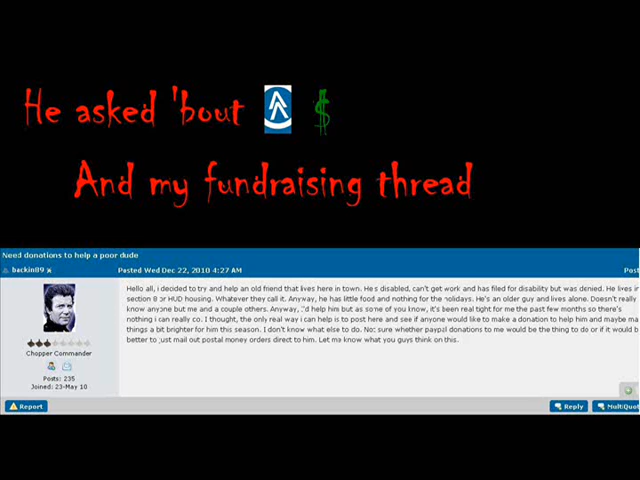 He asked 'bout $
And my fundraising thread
Need donations to help a poor dude
backin89
Posted Wed Dec 22, 2010 4:27 AM
Post
Hello all, i decided to try and help an old friend that lives here in town. He's disabled, can't get work and has filed for disability but was denied. He lives in
section 8 or HUD housing. Whatever they call it. Anyway, he has little food and nothing for the holidays. He's an older guy and lives alone. Doesn't really
know anyone but me and a couple others. Anyway, I'd help him but as some of you know, it's been real tight for me the past few months so there's
nothing i can really do. I thought, the only real way i can help is to post here and see if anyone would like to make a donation to help him and maybe ma
things a bit brighter for him this season. I don't know what else to do. Not sure whether paypal donations to me would be the thing to do or if it would b
better to just mail out postal money orders direct to him. Let me know what you guys think on this.
Chopper Commander
Posts: 235
Joined: 23-May 10
Report
Reply
MultiQuot